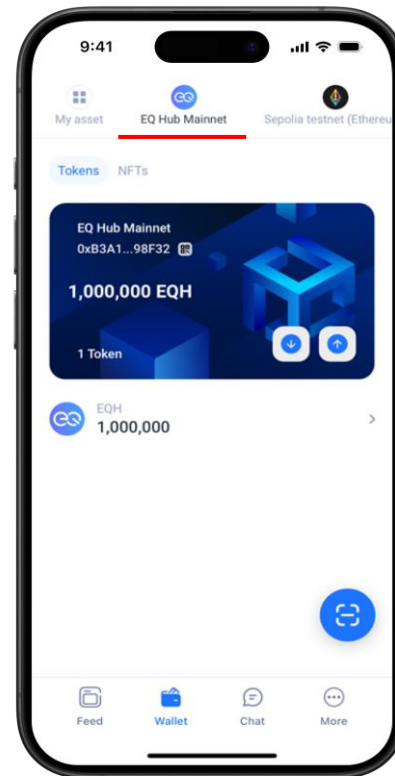 9:41
My asset
EQ Hub Mainnet
Sepolia testnet (Ethereu
Tokens NFTs
EQ Hub Mainnet
0xB3A1...98F32
1,000,000 EQH
1 Token
EQ
EQH
1,000,000
Feed
Wallet
Chat
More